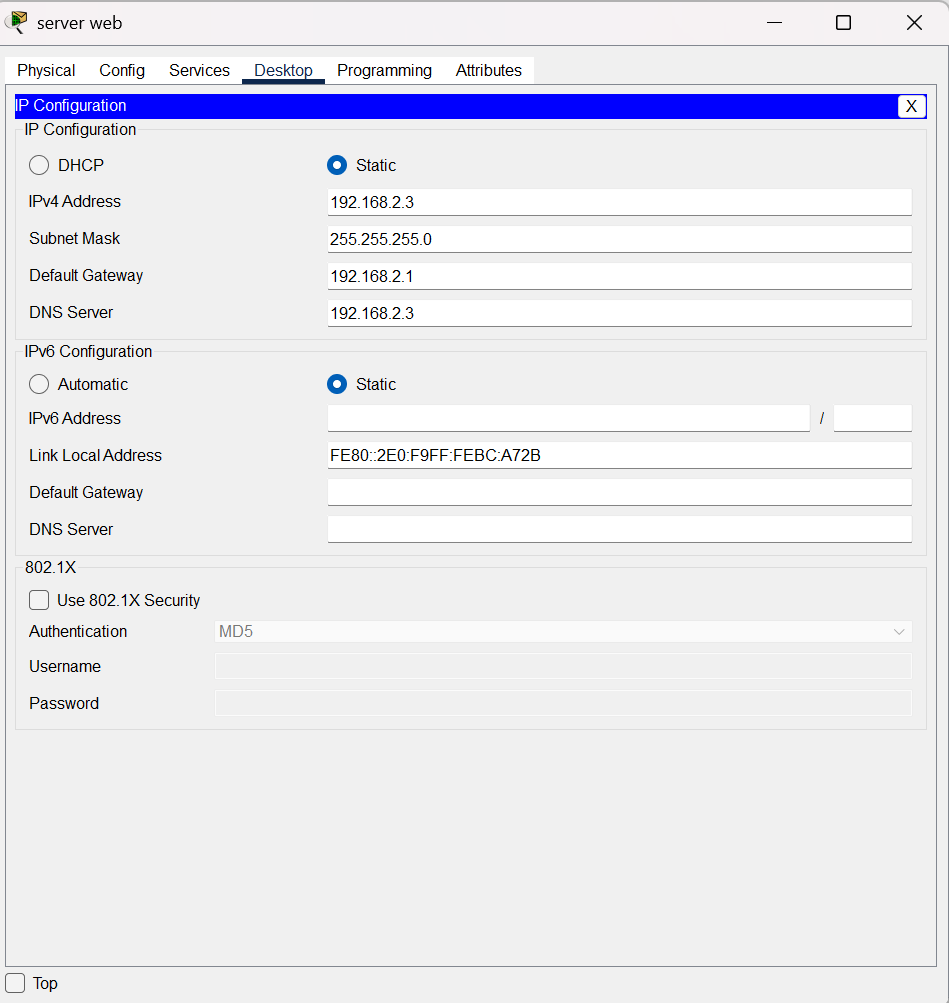 server web
Physical Config Services Desktop Programming Attributes
IP Configuration X
IP Configuration
DHCP Static
IPv4 Address 192.168.2.3
Subnet Mask 255.255.255.0
Default Gateway 192.168.2.1
DNS Server 192.168.2.3
IPv6 Configuration
Automatic Static
IPv6 Address /
Link Local Address FE80::2E0:F9FF:FEBC:A72B
Default Gateway
DNS Server
802.1X
Use 802.1X Security
Authentication MD5
Username
Password
Top